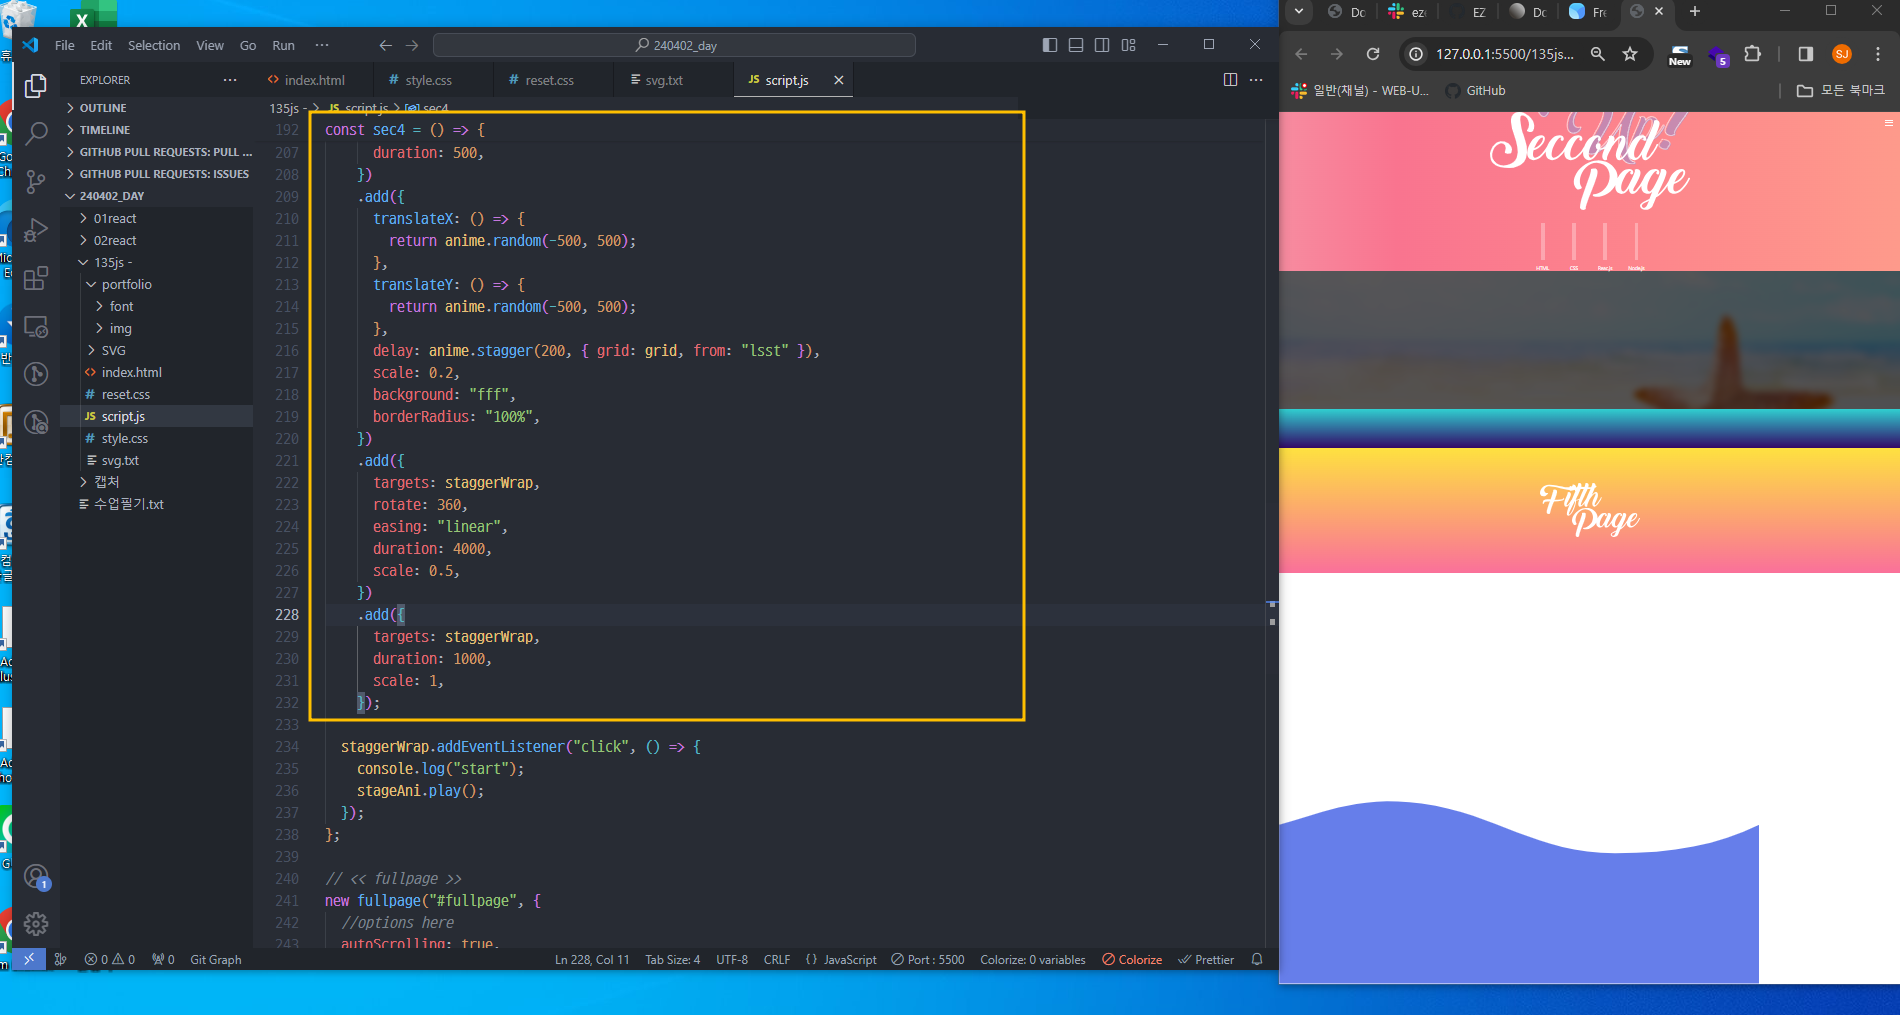 File Edit Selection View Go Run ···
240402_day
EXPLORER
OUTLINE
TIMELINE
GITHUB PULL REQUESTS: PULL ...
GITHUB PULL REQUESTS: ISSUES
240402_DAY
01react
02react
135js -
portfolio
font
img
SVG
index.html
reset.css
script.js
style.css
svg.txt
캡처
수업필기.txt
index.html
style.css
reset.css
svg.txt
JS script.js
135js - > JS script.js > sec4
192 const sec4 = () => {
207 duration: 500,
208 })
209 .add({
210 translateX: () => {
211 return anime.random(-500, 500);
212 },
213 translateY: () => {
214 return anime.random(-500, 500);
215 },
216 delay: anime.stagger(200, { grid: grid, from: "lsst" }),
217 scale: 0.2,
218 background: "fff",
219 borderRadius: "100%",
220 })
221 .add({
222 targets: staggerWrap,
223 rotate: 360,
224 easing: "linear",
225 duration: 4000,
226 scale: 0.5,
227 })
228 .add({
229 targets: staggerWrap,
230 duration: 1000,
231 scale: 1,
232 });
233
234 staggerWrap.addEventListener("click", () => {
235 console.log("start");
236 stageAni.play();
237 });
238 };
239
240 // << fullpage >>
241 new fullpage("#fullpage", {
242 //options here
243 autoScrolling: true,
0 0 0 Git Graph
Ln 228, Col 11 Tab Size: 4 UTF-8 CRLF {} JavaScript Port : 5500 Colorize: 0 variables Colorize Prettier
127.0.0.1:5500/135js...
New
5
SJ
일반(채널) - WEB-U...
GitHub
모든 북마크
Seccond
Page
HTML CSS
Fifth
Page